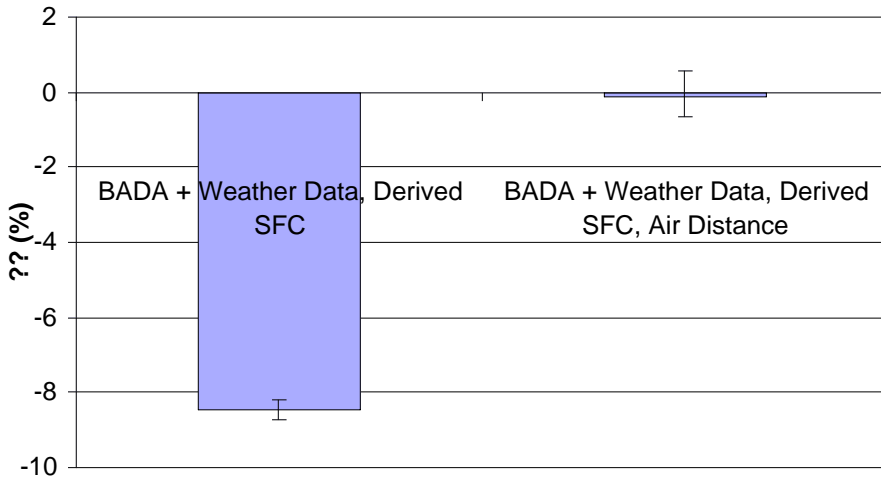 2
0
-2
-4
-6
-8
-10
?? (%)
BADA + Weather Data, Derived
SFC
BADA + Weather Data, Derived
SFC, Air Distance